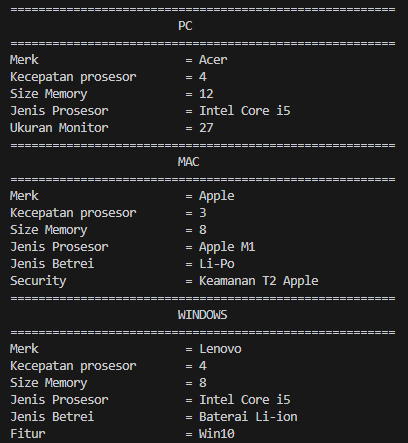 =======================================================
PC
=======================================================
Merk = Acer
Kecepatan prosesor = 4
Size Memory = 12
Jenis Prosesor = Intel Core i5
Ukuran Monitor = 27
=======================================================
MAC
=======================================================
Merk = Apple
Kecepatan prosesor = 3
Size Memory = 8
Jenis Prosesor = Apple M1
Jenis Betrei = Li-Po
Security = Keamanan T2 Apple
=======================================================
WINDOWS
=======================================================
Merk = Lenovo
Kecepatan prosesor = 4
Size Memory = 8
Jenis Prosesor = Intel Core i5
Jenis Betrei = Baterai Li-ion
Fitur = Win10